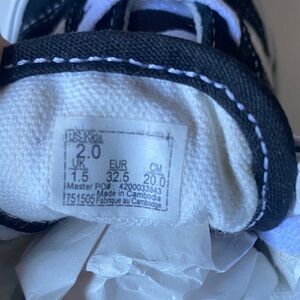 US Kids
2.0
UK EUR CM
1.5 32.5 20.0
Master PO# : 4200033843
Made in Cambodia
751505 Fabriqué au Cambodge